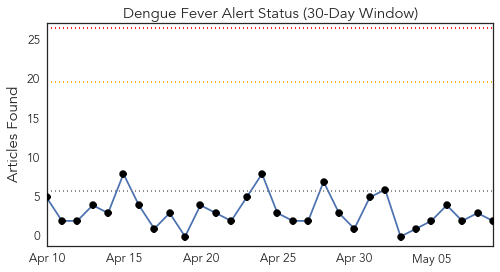 Dengue Fever Alert Status (30-Day Window)
Articles Found
25
20
15
10
5
0
Apr 10 Apr 15 Apr 20 Apr 25 Apr 30 May 05